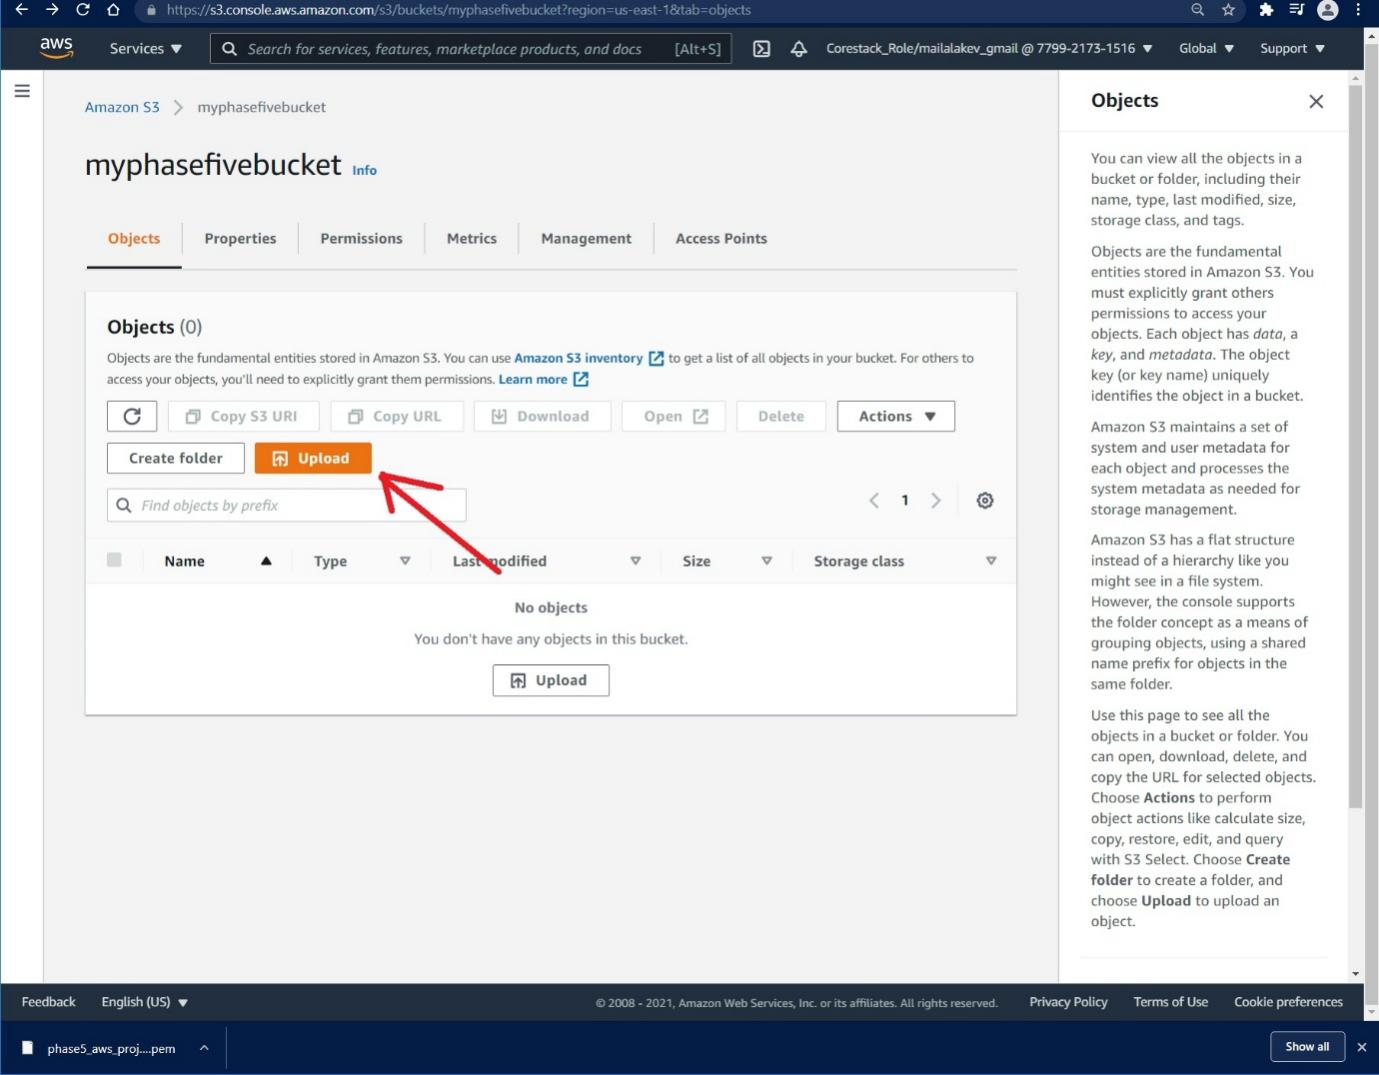 https://s3.console.aws.amazon.com/s3/buckets/myphasefivebucket?region=us-east-1&tab=objects
aws
Services
Search for services, features, marketplace products, and docs
[Alt+S]
Corestack_Role/mailalakev_gmail @ 7799-2173-1516
Global
Support
Amazon S3
myphasefivebucket
myphasefivebucket Info
Objects
Properties
Permissions
Metrics
Management
Access Points
Objects (0)
Objects are the fundamental entities stored in Amazon S3. You can use Amazon S3 inventory to get a list of all objects in your bucket. For others to
access your objects, you'll need to explicitly grant them permissions. Learn more
Copy S3 URI
Copy URL
Download
Open
Delete
Actions
Create folder
Upload
Find objects by prefix
1
Name
Type
Last modified
Size
Storage class
No objects
You don't have any objects in this bucket.
Upload
Objects
You can view all the objects in a
bucket or folder, including their
name, type, last modified, size,
storage class, and tags.
Objects are the fundamental
entities stored in Amazon S3. You
must explicitly grant others
permissions to access your
objects. Each object has data, a
key, and metadata. The object
key (or key name) uniquely
identifies the object in a bucket.
Amazon S3 maintains a set of
system and user metadata for
each object and processes the
system metadata as needed for
storage management.
Amazon S3 has a flat structure
instead of a hierarchy like you
might see in a file system.
However, the console supports
the folder concept as a means of
grouping objects, using a shared
name prefix for objects in the
same folder.
Use this page to see all the
objects in a bucket or folder. You
can open, download, delete, and
copy the URL for selected objects.
Choose Actions to perform
object actions like calculate size,
copy, restore, edit, and query
with S3 Select. Choose Create
folder to create a folder, and
choose Upload to upload an
object.
Feedback
English (US)
© 2008 - 2021, Amazon Web Services, Inc. or its affiliates. All rights reserved.
Privacy Policy
Terms of Use
Cookie preferences
phase5_aws_proj....pem
Show all